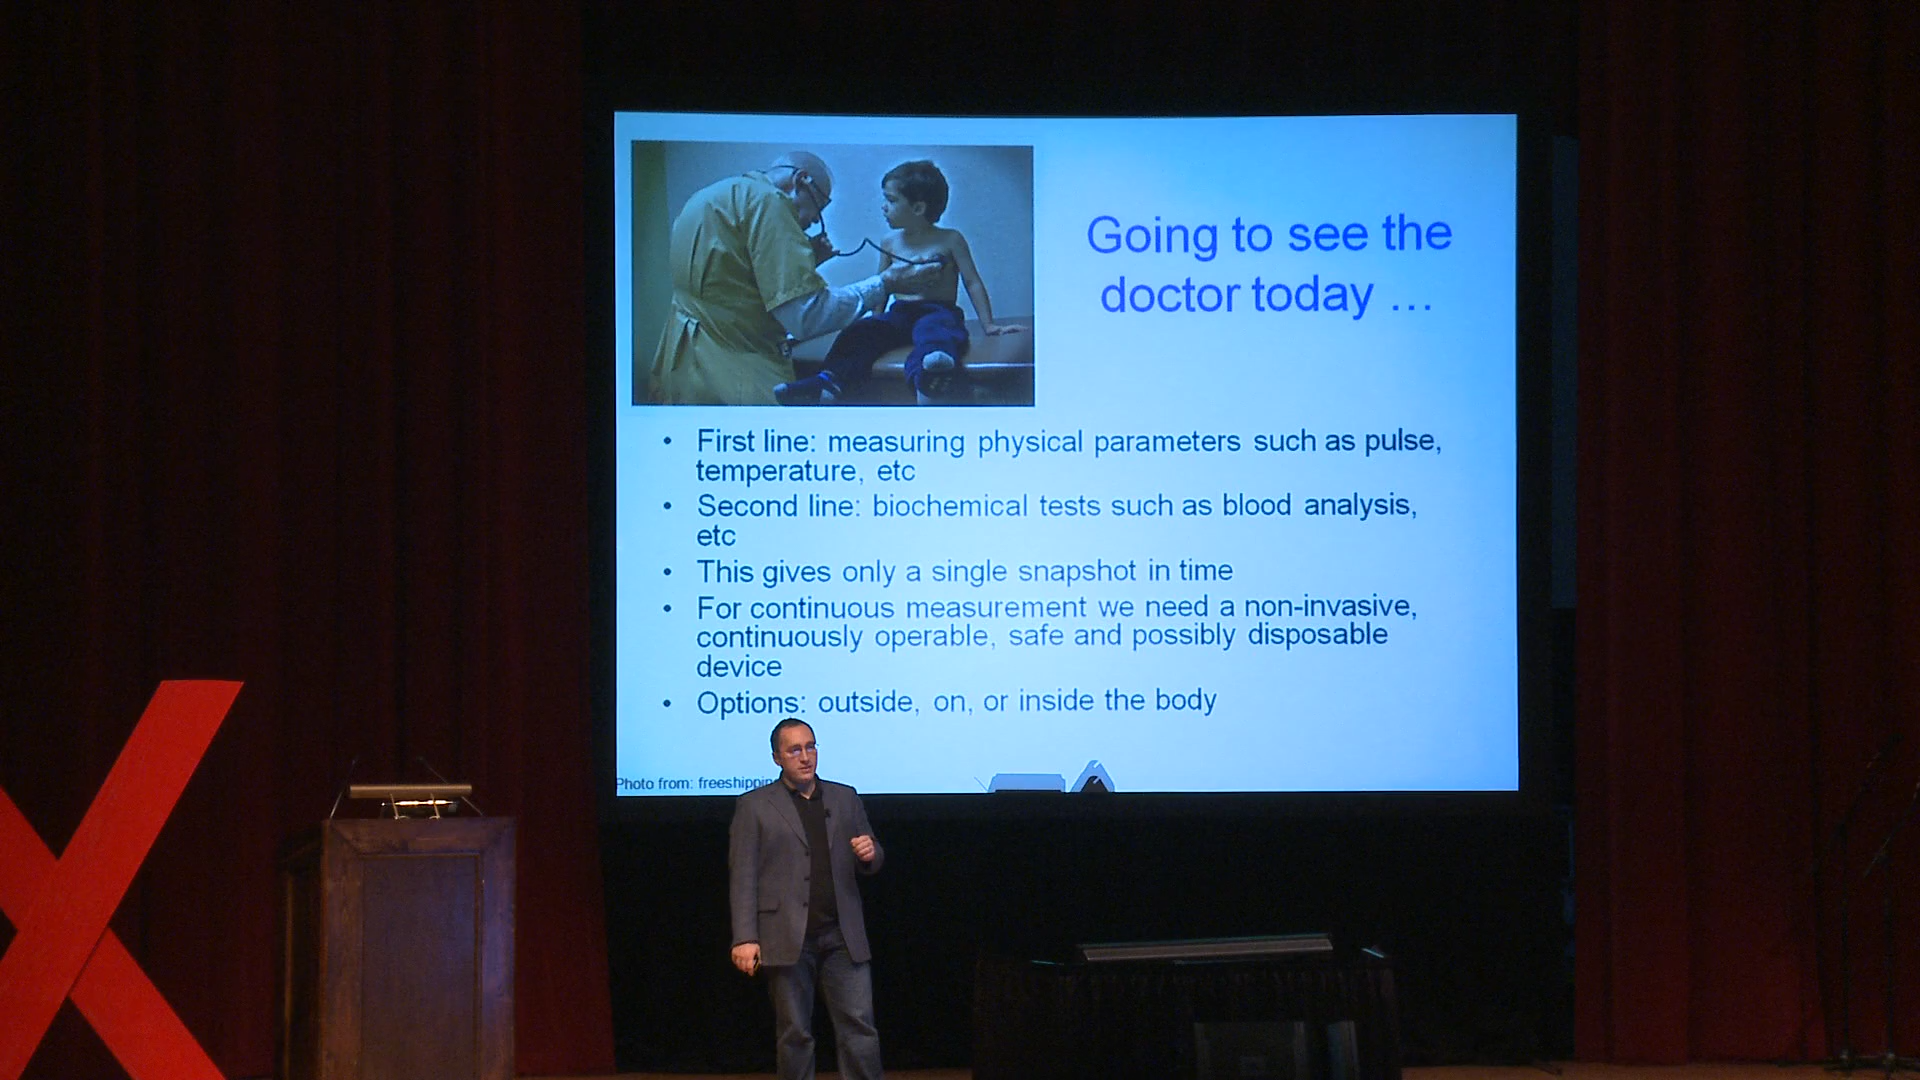 Going to see the
doctor today …
• First line: measuring physical parameters such as pulse,
temperature, etc
• Second line: biochemical tests such as blood analysis,
etc
• This gives only a single snapshot in time
• For continuous measurement we need a non-invasive,
continuously operable, safe and possibly disposable
device
• Options: outside, on, or inside the body
Photo from:
X